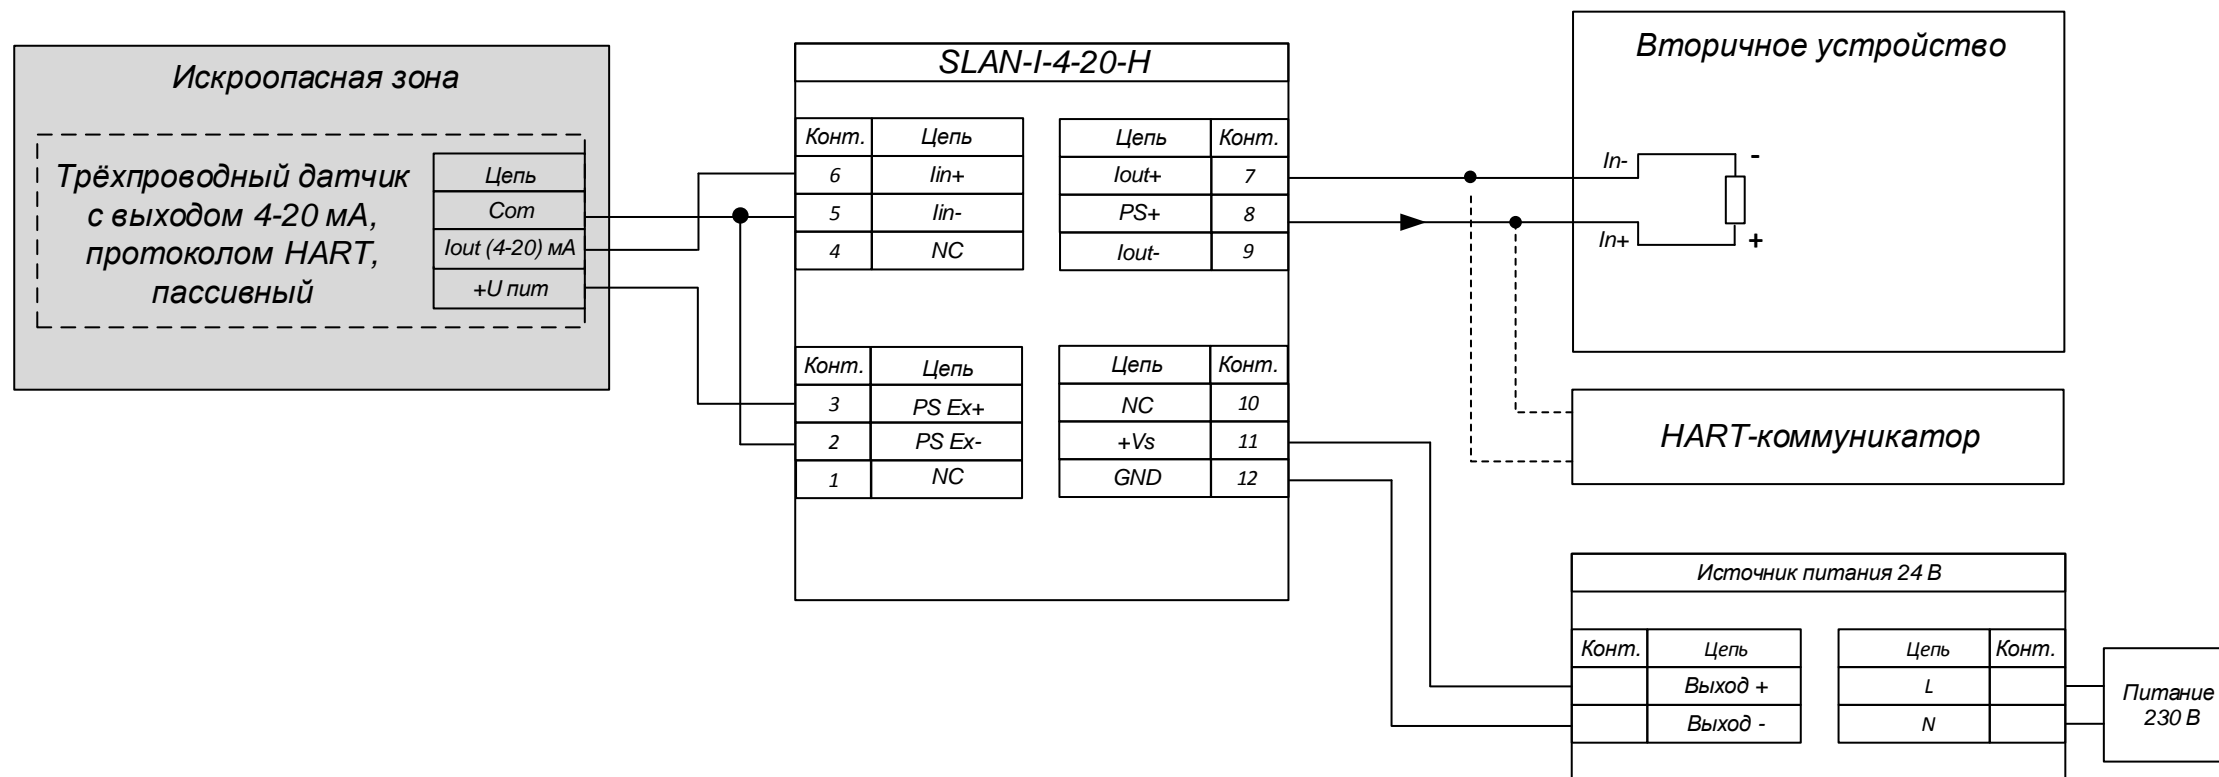 Искроопасная зона
Трёхпроводный датчик
с выходом 4-20 мА,
протоколом HART,
пассивный
Цепь
Com
Iout (4-20) мА
+U пит
SLAN-I-4-20-H
Конт. Цепь
6 Iin+
5 Iin-
4 NC
Цепь Конт.
Iout+ 7
PS+ 8
Iout- 9
Конт. Цепь
3 PS Ex+
2 PS Ex-
1 NC
Цепь Конт.
NC 10
+Vs 11
GND 12
Вторичное устройство
In-
-
In+
+
HART-коммуникатор
Источник питания 24 В
Конт. Цепь
Выход +
Выход -
Цепь Конт.
L
N
Питание
230 В